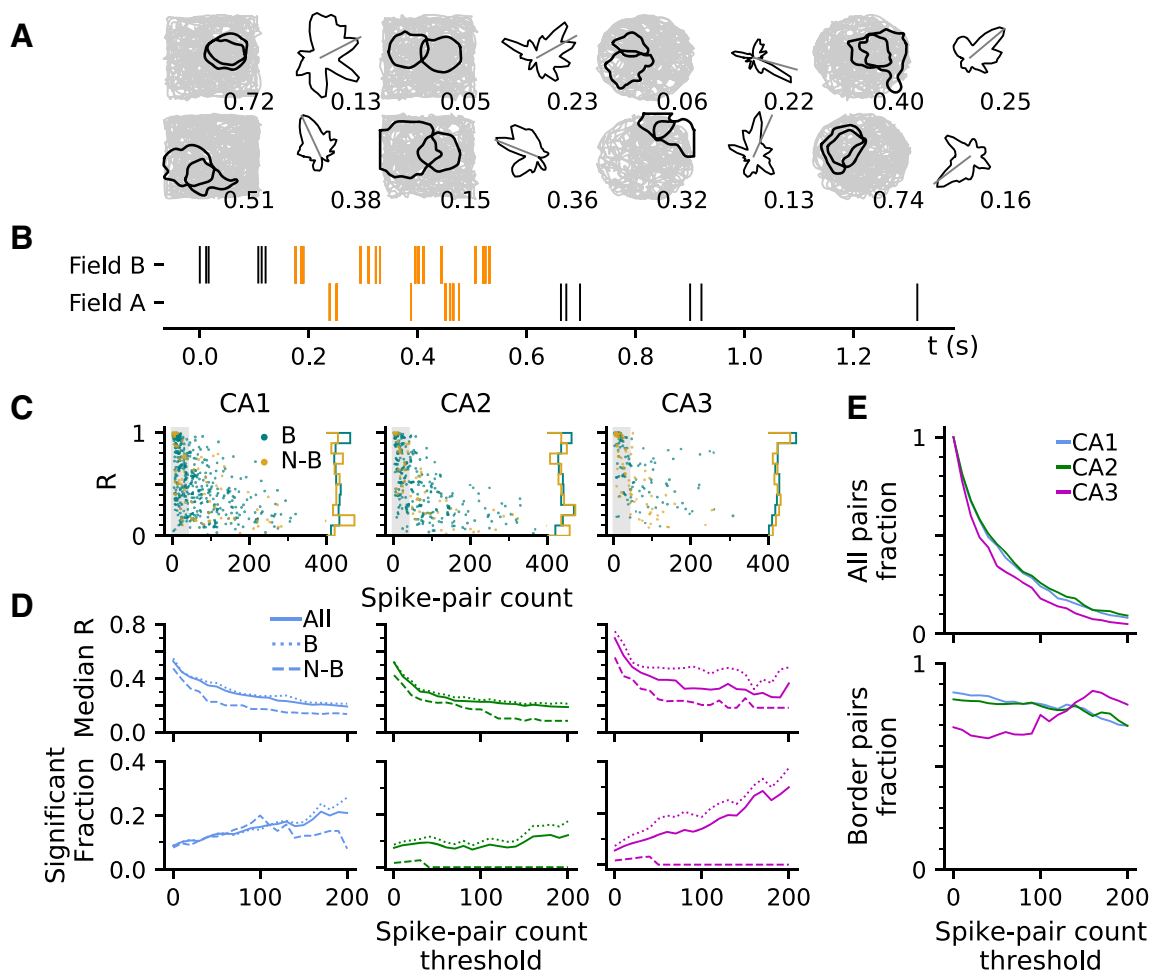 A
0.72 0.13 0.05 0.23 0.06 0.22 0.40 0.25
0.51 0.38 0.15 0.36 0.32 0.13 0.74 0.16
B
Field B
Field A
0.0 0.2 0.4 0.6 0.8 1.0 1.2 t (s)
C
CA1 CA2 CA3
R
1
0
B
N-B
0 200 400 0 200 400 0 200 400
Spike-pair count
D
Median R
0.8
0.4
0.0
All
B
N-B
Significant
Fraction
0.4
0.2
0.0
0 100 200 0 100 200 0 100 200
Spike-pair count
threshold
E
All pairs
fraction
1
0
CA1
CA2
CA3
Border pairs
fraction
1
0
0 100 200
Spike-pair count
threshold